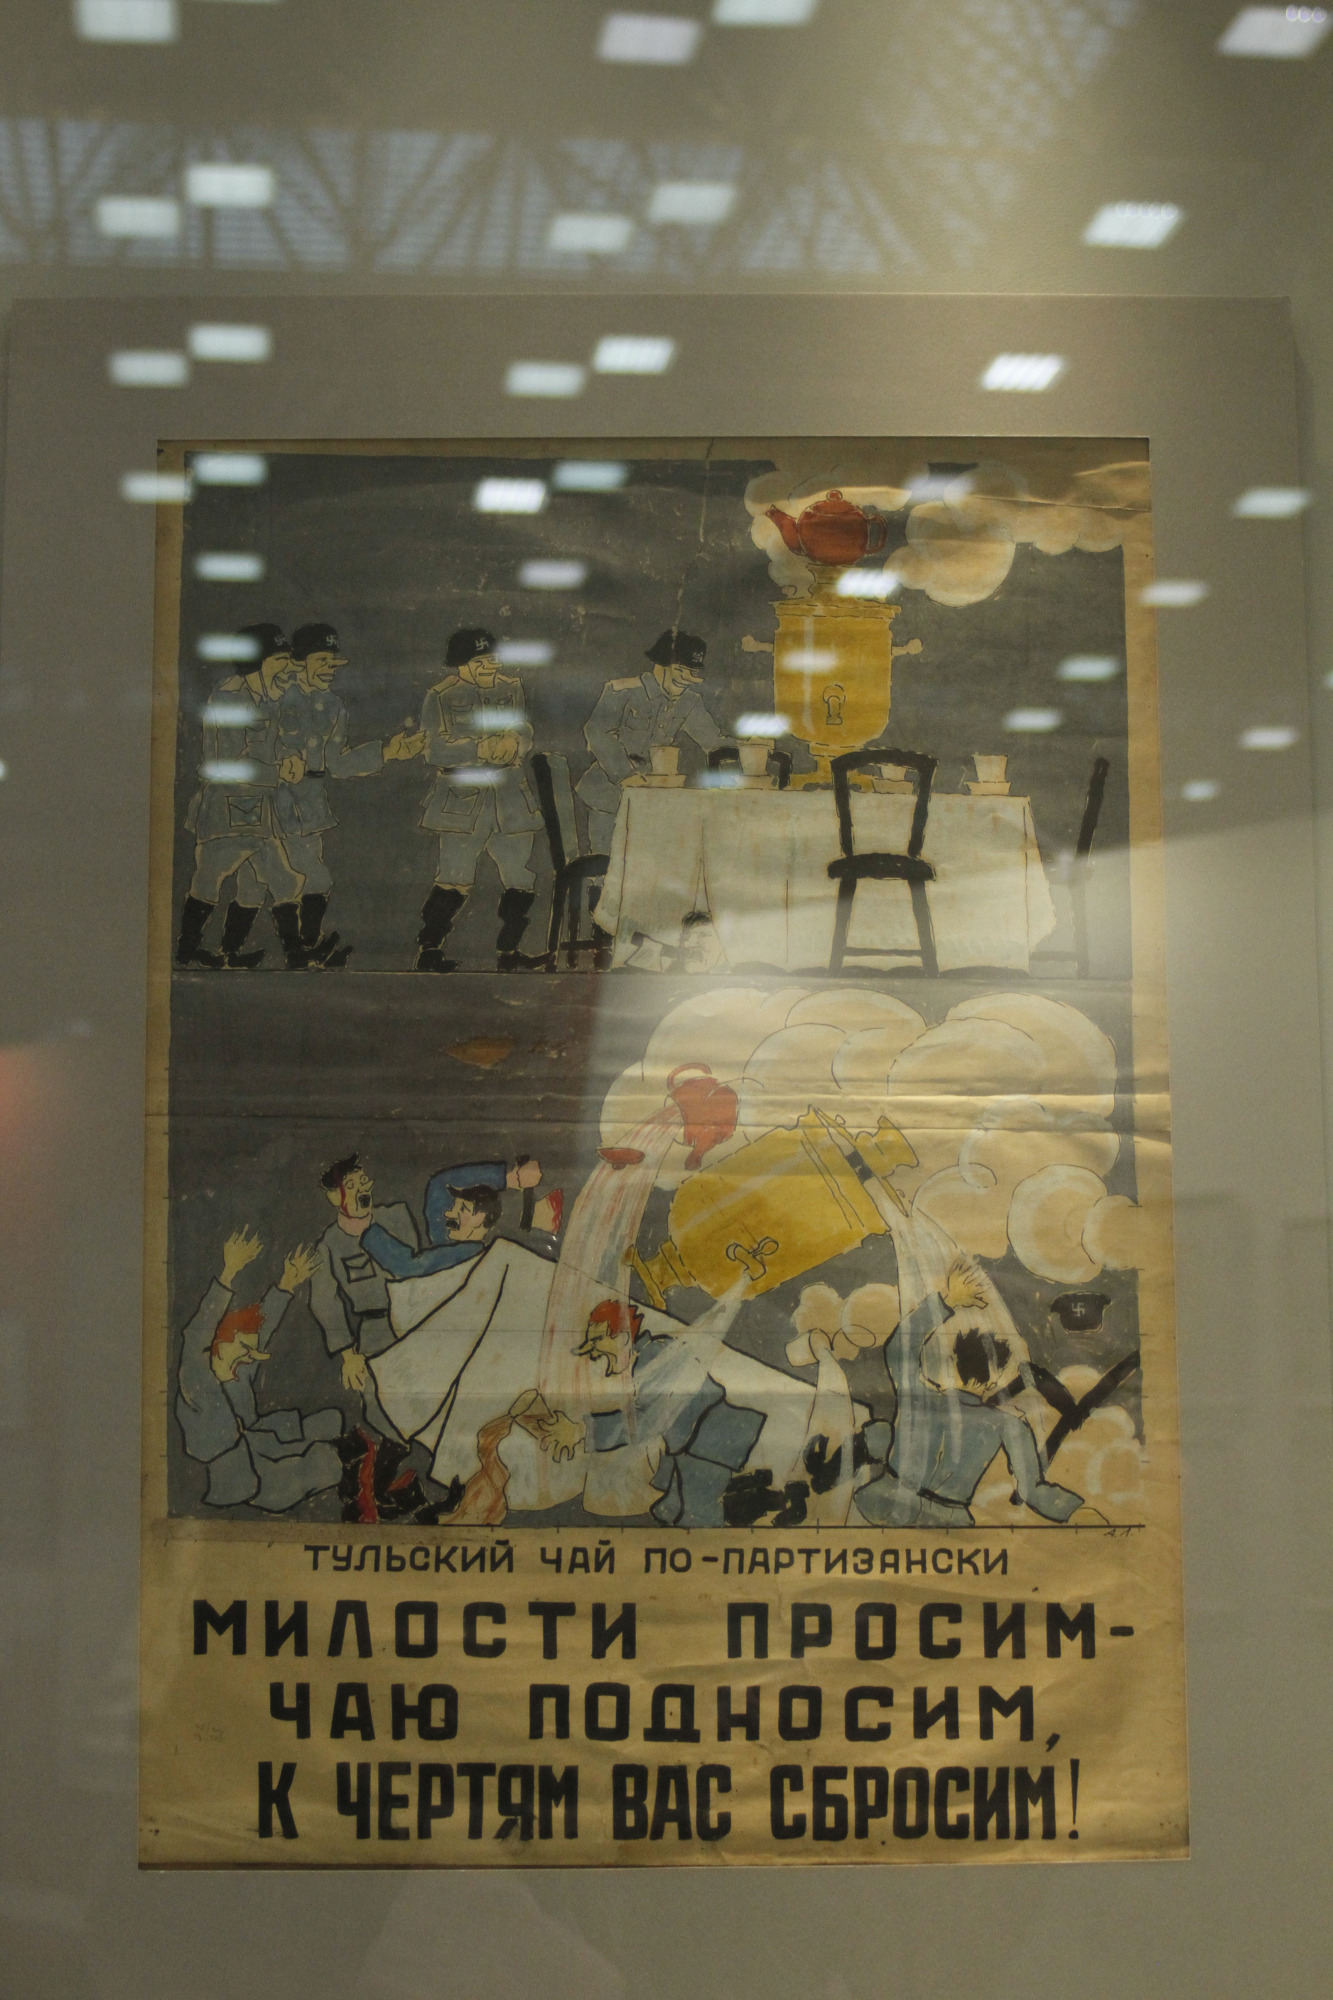 ТУЛЬСКИЙ ЧАЙ ПО-ПАРТИЗАНСКИ
МИЛОСТИ ПРОСИМ-
ЧАЮ ПОДНОСИМ,
К ЧЕРТЯМ ВАС СБРОСИМ!